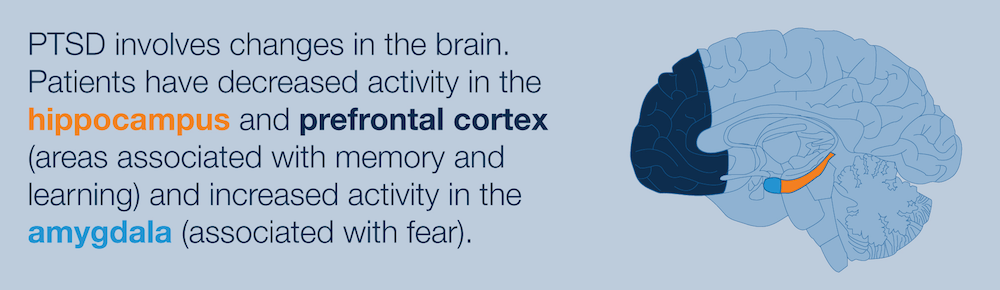 PTSD involves changes in the brain.
Patients have decreased activity in the
hippocampus and prefrontal cortex
(areas associated with memory and
learning) and increased activity in the
amygdala (associated with fear).